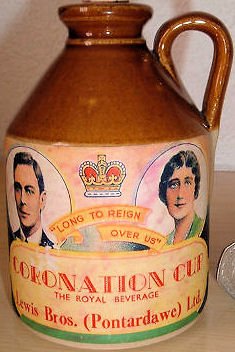 "LONG TO REIGN
OVER US"
CORONATION CUP
THE ROYAL BEVERAGE
Lewis Bros. (Pontardawe) Ltd.